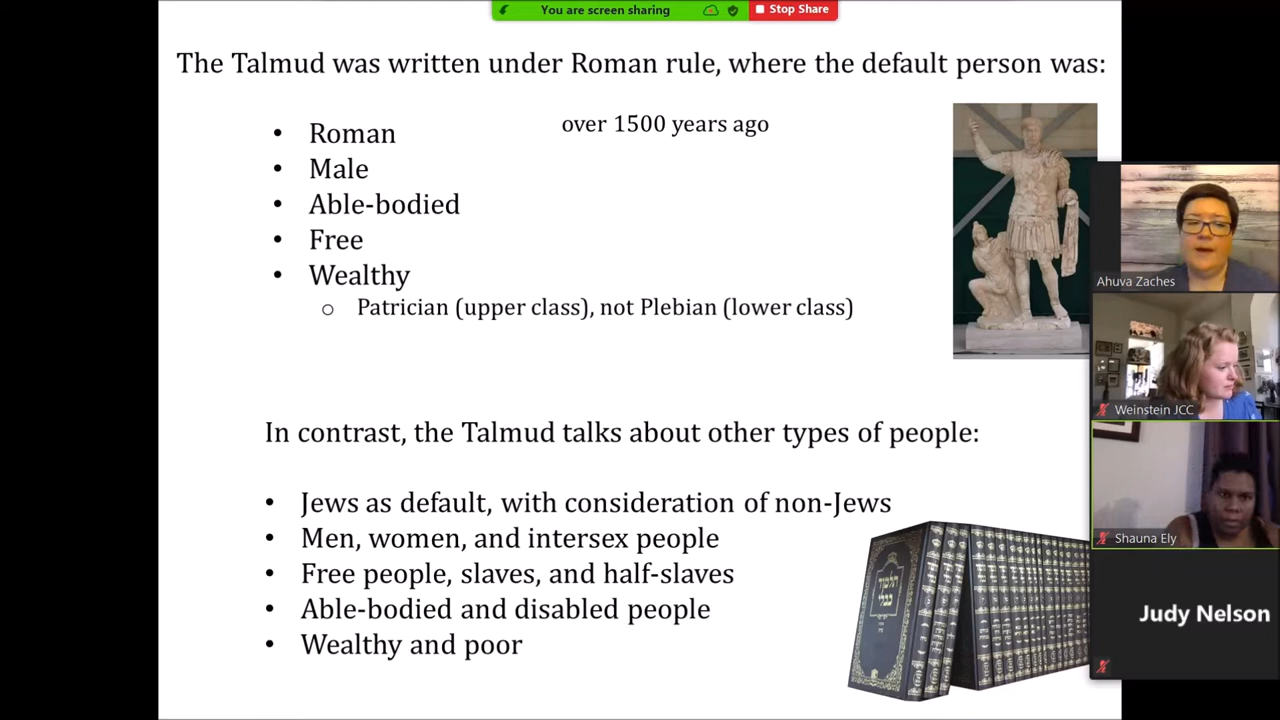 You are screen sharing
Stop Share
The Talmud was written under Roman rule, where the default person was:
over 1500 years ago
• Roman
• Male
• Able-bodied
• Free
• Wealthy
o Patrician (upper class), not Plebian (lower class)
In contrast, the Talmud talks about other types of people:
• Jews as default, with consideration of non-Jews
• Men, women, and intersex people
• Free people, slaves, and half-slaves
• Able-bodied and disabled people
• Wealthy and poor
תלמוד
בבלי
Ahuva Zaches
Weinstein JCC
Shauna Ely
Judy Nelson